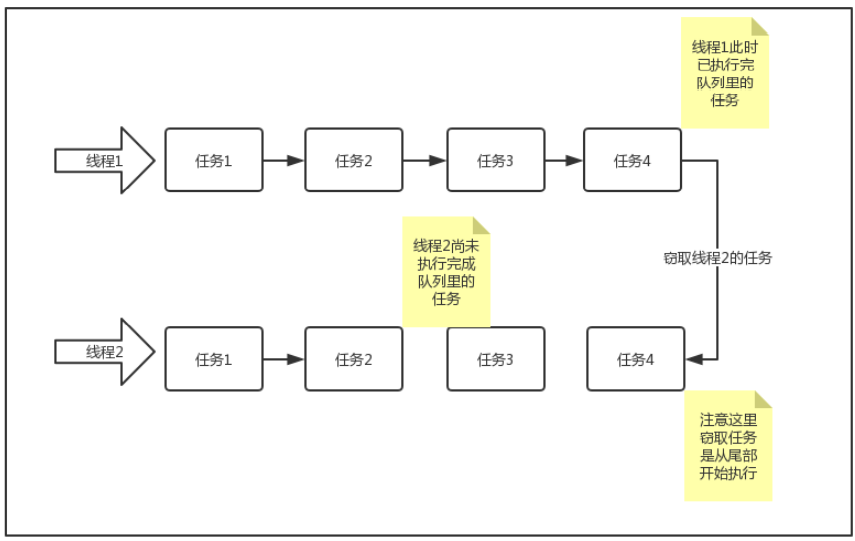 线程1此时
已执行完
队列里的
任务
线程1
任务1
任务2
任务3
任务4
线程2尚未
执行完成
队列里的
任务
窃取线程2的任务
线程2
任务1
任务2
任务3
任务4
注意这里
窃取任务
是从尾部
开始执行